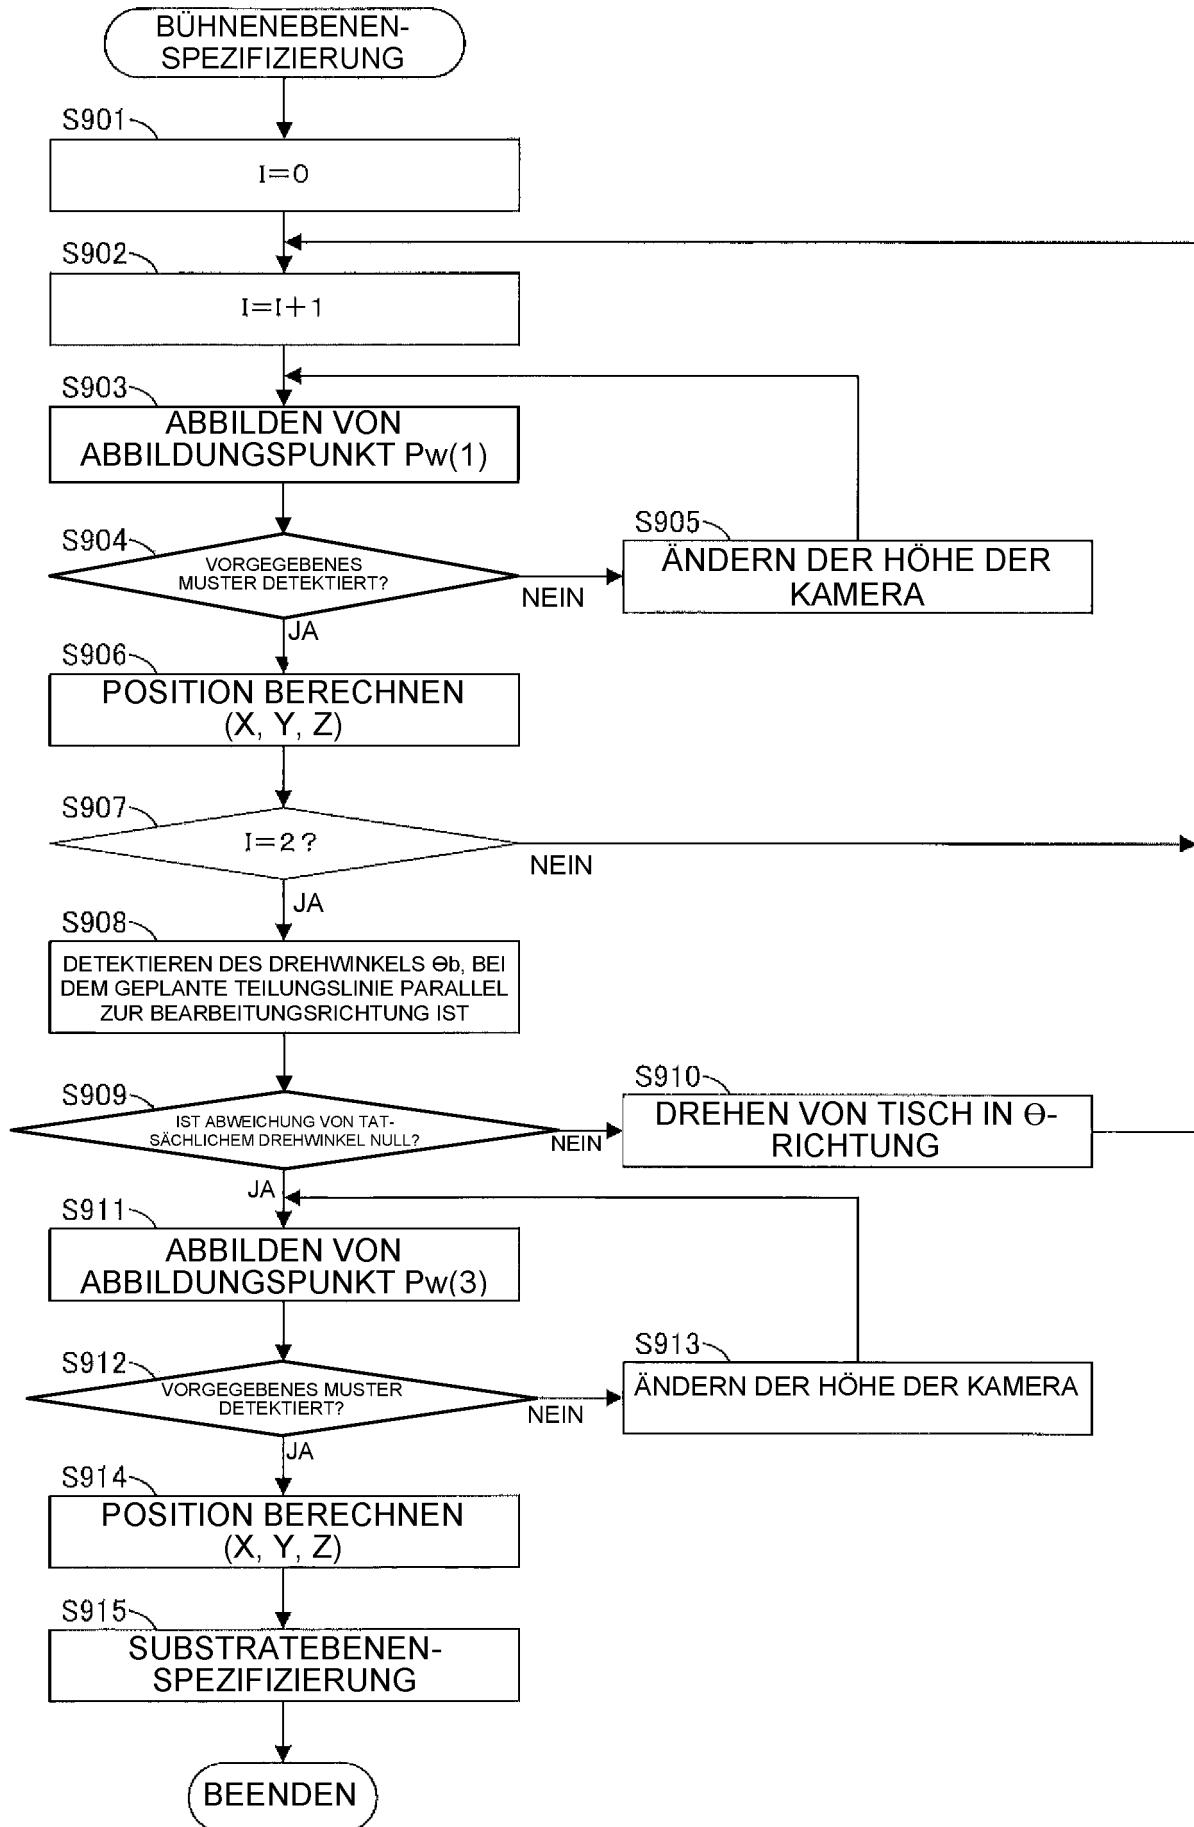 BÜHNENEBENEN-
SPEZIFIZIERUNG
S901
I=0
S902
I=I+1
S903
ABBILDEN VON
ABBILDUNGSPUNKT Pw(1)
S904
VORGEGEBENES
MUSTER DETEKTIERT?
NEIN
S905
ÄNDERN DER HÖHE DER
KAMERA
JA
S906
POSITION BERECHNEN
(X, Y, Z)
S907
I=2?
NEIN
JA
S908
DETEKTIEREN DES DREHWINKELS Θb, BEI
DEM GEPLANTE TEILUNGSLINIE PARALLEL
ZUR BEARBEITUNGSRICHTUNG IST
S909
IST ABWEICHUNG VON TAT-
SÄCHLICHEM DREHWINKEL NULL?
NEIN
S910
DREHEN VON TISCH IN Θ-
RICHTUNG
JA
S911
ABBILDEN VON
ABBILDUNGSPUNKT Pw(3)
S912
VORGEGEBENES MUSTER
DETEKTIERT?
NEIN
S913
ÄNDERN DER HÖHE DER KAMERA
JA
S914
POSITION BERECHNEN
(X, Y, Z)
S915
SUBSTRATEBENEN-
SPEZIFIZIERUNG
BEENDEN